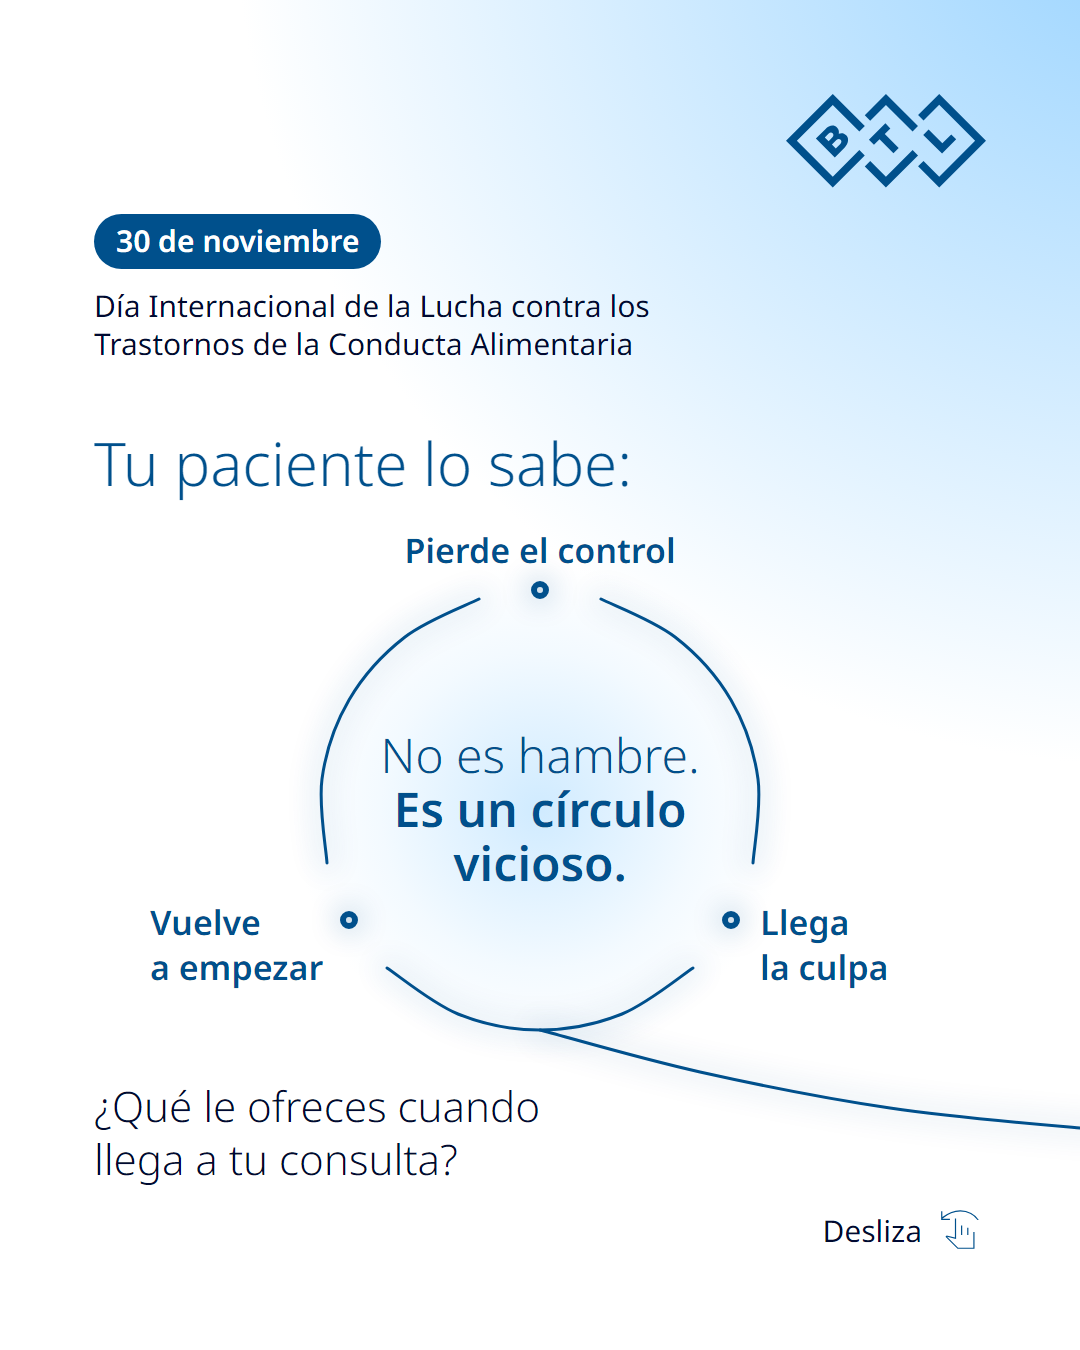 BTL
30 de noviembre
Día Internacional de la Lucha contra los
Trastornos de la Conducta Alimentaria
Tu paciente lo sabe:
Pierde el control
No es hambre.
Es un círculo
vicioso.
Vuelve
a empezar
Llega
la culpa
¿Qué le ofreces cuando
llega a tu consulta?
Desliza